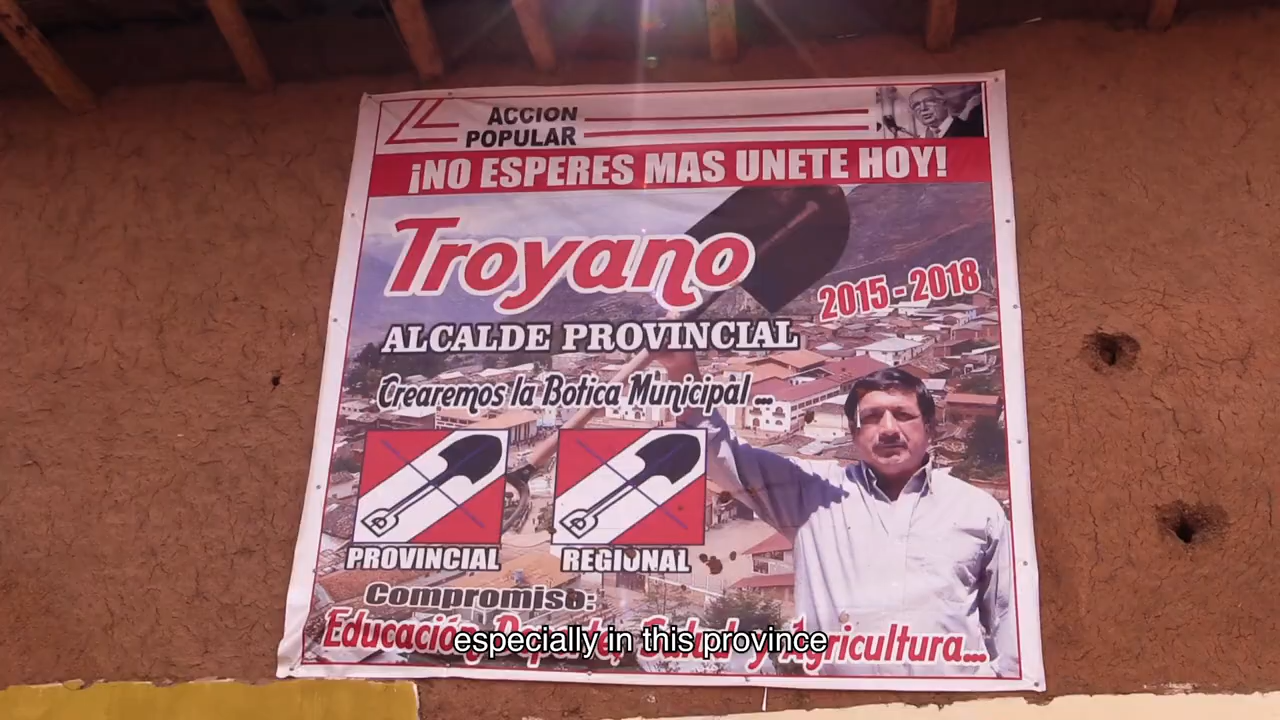 ACCION
POPULAR
¡NO ESPERES MAS UNETE HOY!
Troyano
2015 - 2018
ALCALDE PROVINCIAL
Crearemos la Botica Municipal ...
PROVINCIAL REGIONAL
Compromiso:
Educación, Deporte, Salud y Agricultura...
especially in this province